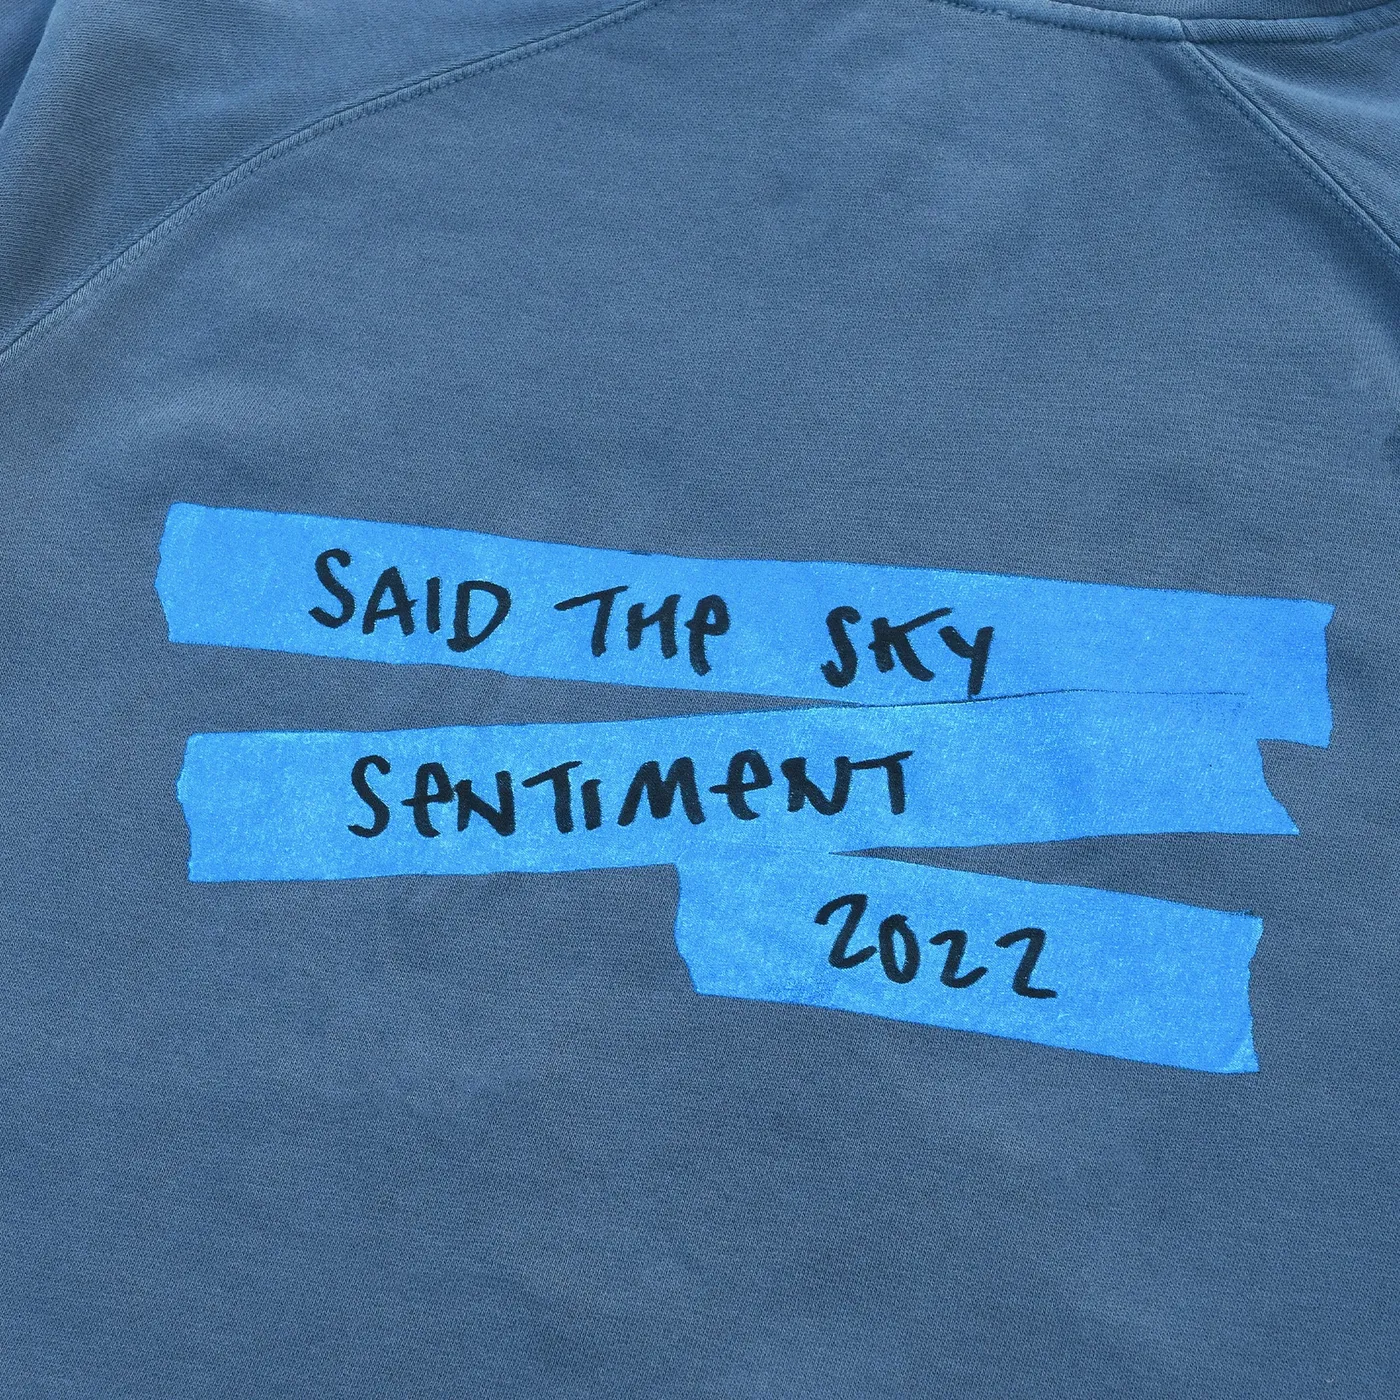 SAID THe SKY
SeNTIMeNT
2022